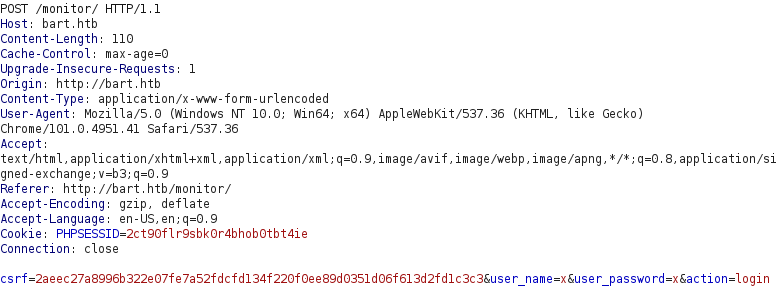 POST /monitor/ HTTP/1.1
Host: bart.htb
Content-Length: 110
Cache-Control: max-age=0
Upgrade-Insecure-Requests: 1
Origin: http://bart.htb
Content-Type: application/x-www-form-urlencoded
User-Agent: Mozilla/5.0 (Windows NT 10.0; Win64; x64) AppleWebKit/537.36 (KHTML, like Gecko)
Chrome/101.0.4951.41 Safari/537.36
Accept:
text/html,application/xhtml+xml,application/xml;q=0.9,image/avif,image/webp,image/apng,*/*;q=0.8,application/si
gned-exchange;v=b3;q=0.9
Referer: http://bart.htb/monitor/
Accept-Encoding: gzip, deflate
Accept-Language: en-US,en;q=0.9
Cookie: PHPSESSID=2ct90flr9sbk0r4bhob0tbt4ie
Connection: close
csrf=2aeec27a8996b322e07fe7a52fdcfd134f220f0ee89d0351d06f613d2fd1c3c3&user_name=x&user_password=x&action=login